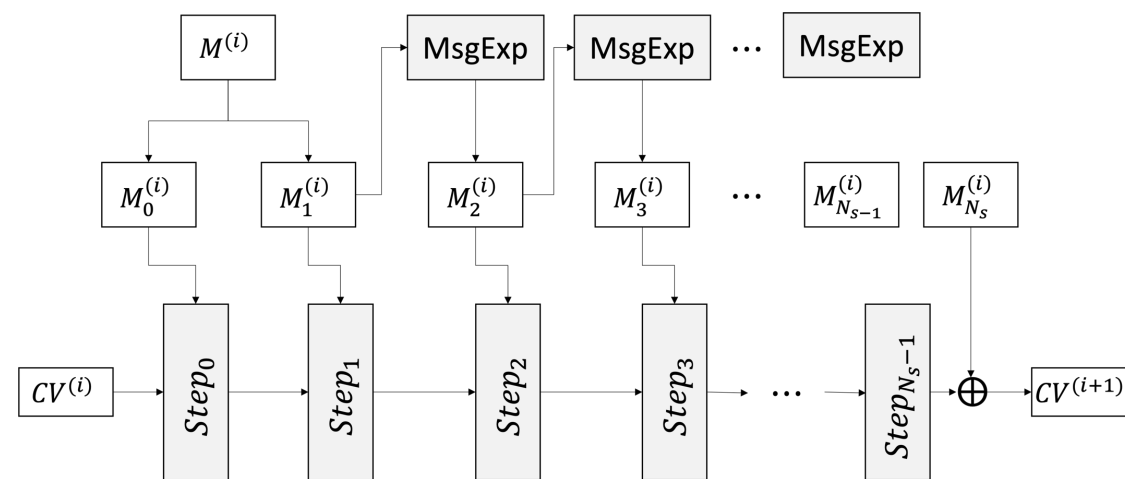 $M^{(i)}$ MsgExp MsgExp ⋯ MsgExp
$M_0^{(i)}$ $M_1^{(i)}$ $M_2^{(i)}$ $M_3^{(i)}$ ⋯ $M_{N_{s-1}}^{(i)}$ $M_{N_s}^{(i)}$
$CV^{(i)}$ $Step_0$ $Step_1$ $Step_2$ $Step_3$ ⋯ $Step_{N_s-1}$ ⊕ $CV^{(i+1)}$